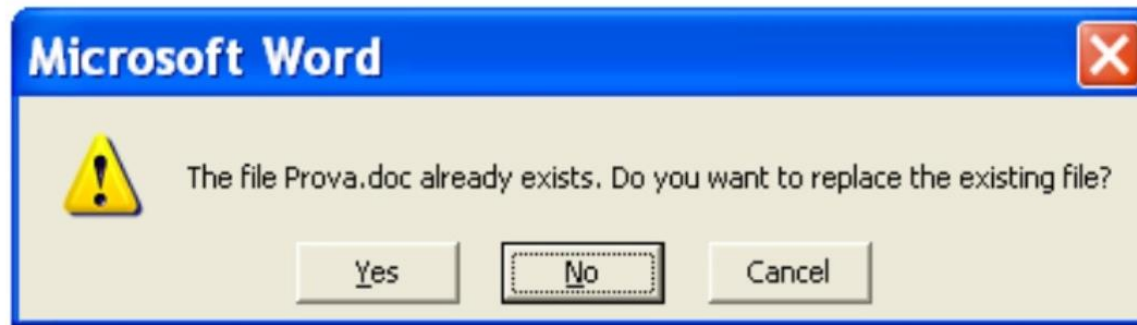 Microsoft Word
The file Prova.doc already exists. Do you want to replace the existing file?
Yes No Cancel